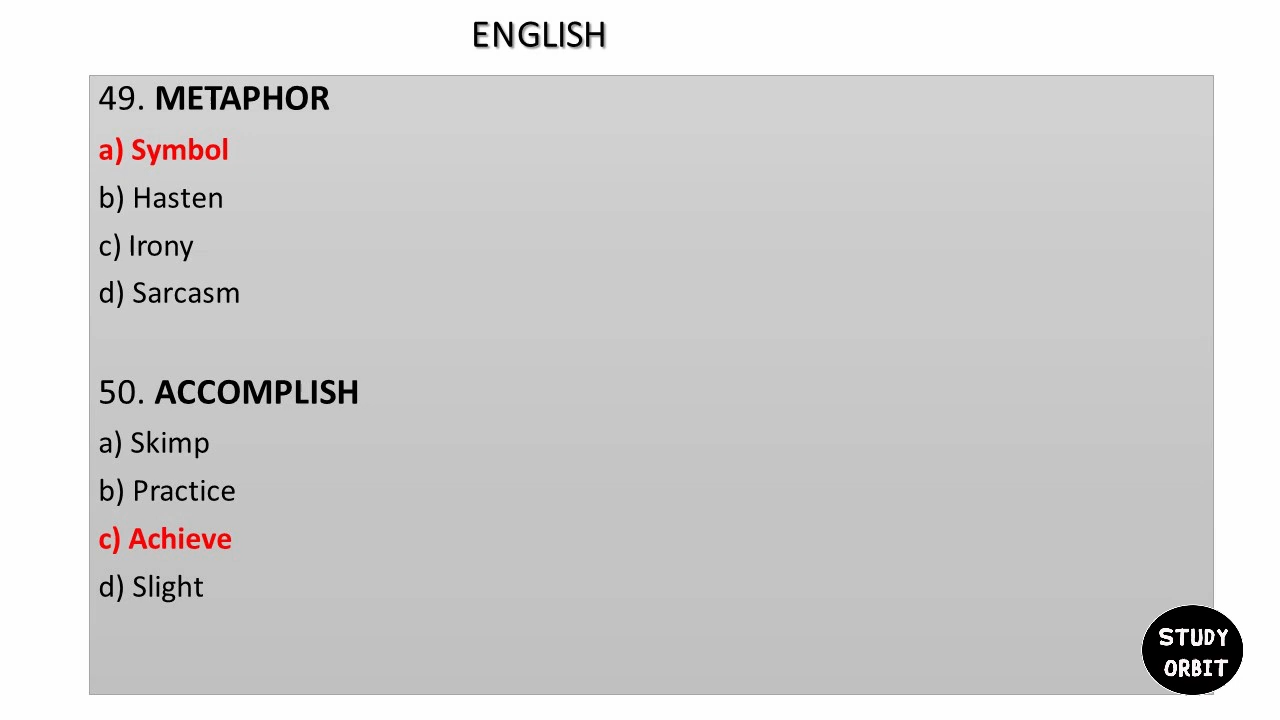 ENGLISH
49. METAPHOR
a) Symbol
b) Hasten
c) Irony
d) Sarcasm
50. ACCOMPLISH
a) Skimp
b) Practice
c) Achieve
d) Slight
STUDY
ORBIT